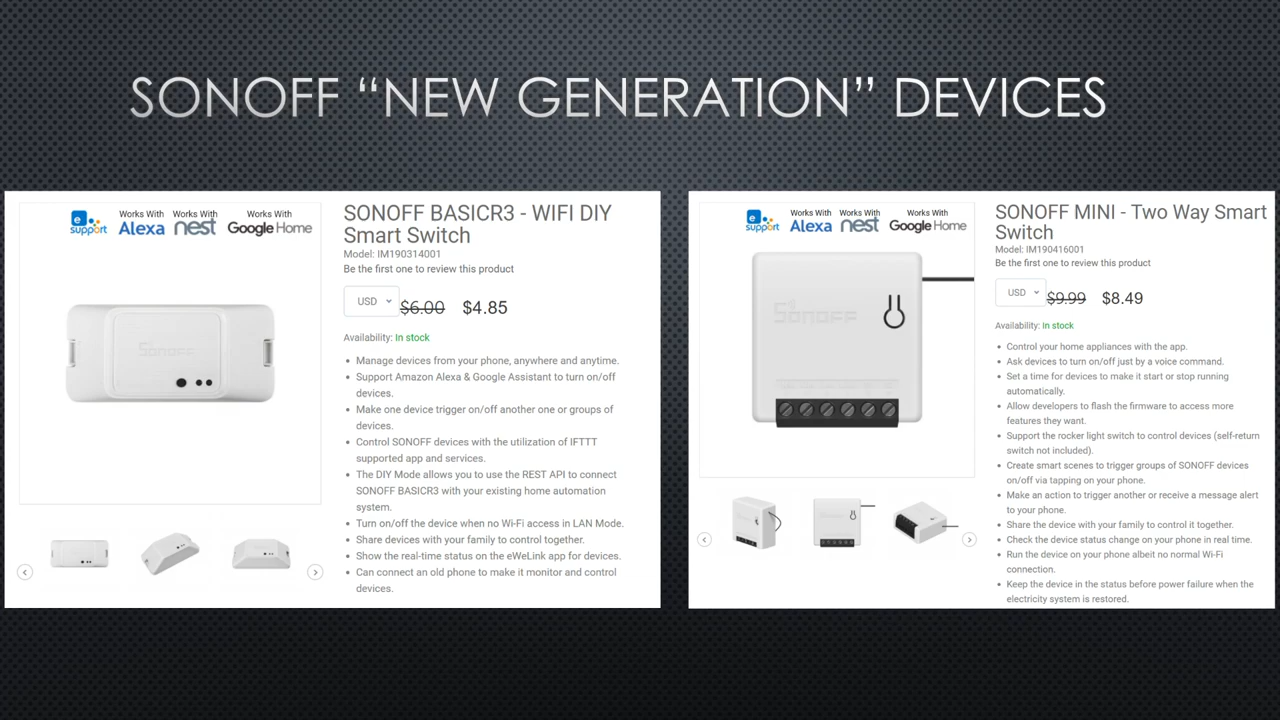 SONOFF “NEW GENERATION” DEVICES
e
support
Works With
Alexa
Works With
nest
Works With
Google Home
SONOFF
SONOFF BASICR3 - WIFI DIY
Smart Switch
Model: IM190314001
Be the first one to review this product
USD $6.00 $4.85
Availability: In stock
• Manage devices from your phone, anywhere and anytime.
• Support Amazon Alexa & Google Assistant to turn on/off
devices.
• Make one device trigger on/off another one or groups of
devices.
• Control SONOFF devices with the utilization of IFTTT
supported app and services.
• The DIY Mode allows you to use the REST API to connect
SONOFF BASICR3 with your existing home automation
system.
• Turn on/off the device when no Wi-Fi access in LAN Mode.
• Share devices with your family to control together.
• Show the real-time status on the eWeLink app for devices.
• Can connect an old phone to make it monitor and control
devices.
e
support
Works With
Alexa
Works With
nest
Works With
Google Home
SONOFF
SONOFF MINI - Two Way Smart
Switch
Model: IM190416001
Be the first one to review this product
USD $9.99 $8.49
Availability: In stock
• Control your home appliances with the app.
• Ask devices to turn on/off just by a voice command.
• Set a time for devices to make it start or stop running
automatically.
• Allow developers to flash the firmware to access more
features they want.
• Support the rocker light switch to control devices (self-return
switch not included).
• Create smart scenes to trigger groups of SONOFF devices
on/off via tapping on your phone.
• Make an action to trigger another or receive a message alert
to your phone.
• Share the device with your family to control it together.
• Check the device status change on your phone in real time.
• Run the device on your phone albeit no normal Wi-Fi
connection.
• Keep the device in the status before power failure when the
electricity system is restored.